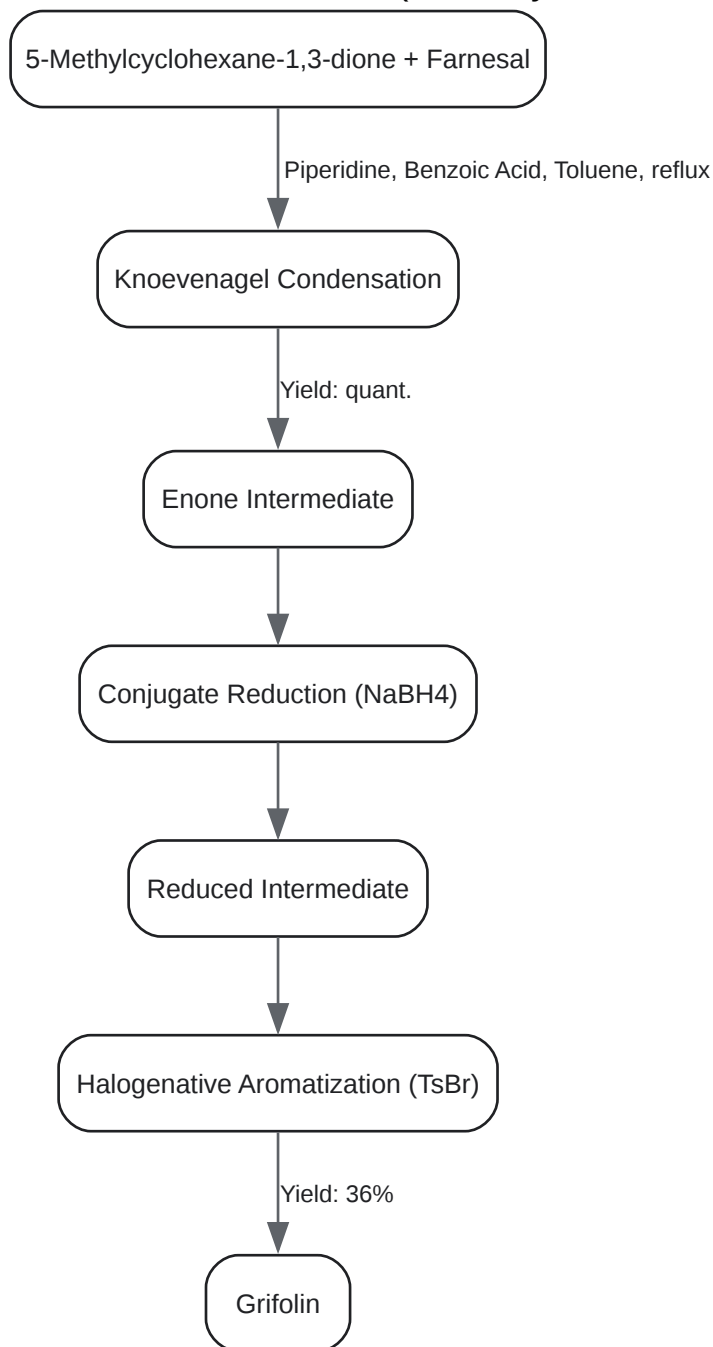 5-Methylcyclohexane-1,3-dione + Farnesal
Piperidine, Benzoic Acid, Toluene, reflux
Knoevenagel Condensation
Yield: quant.
Enone Intermediate
Conjugate Reduction (NaBH4)
Reduced Intermediate
Halogenative Aromatization (TsBr)
Yield: 36%
Grifolin